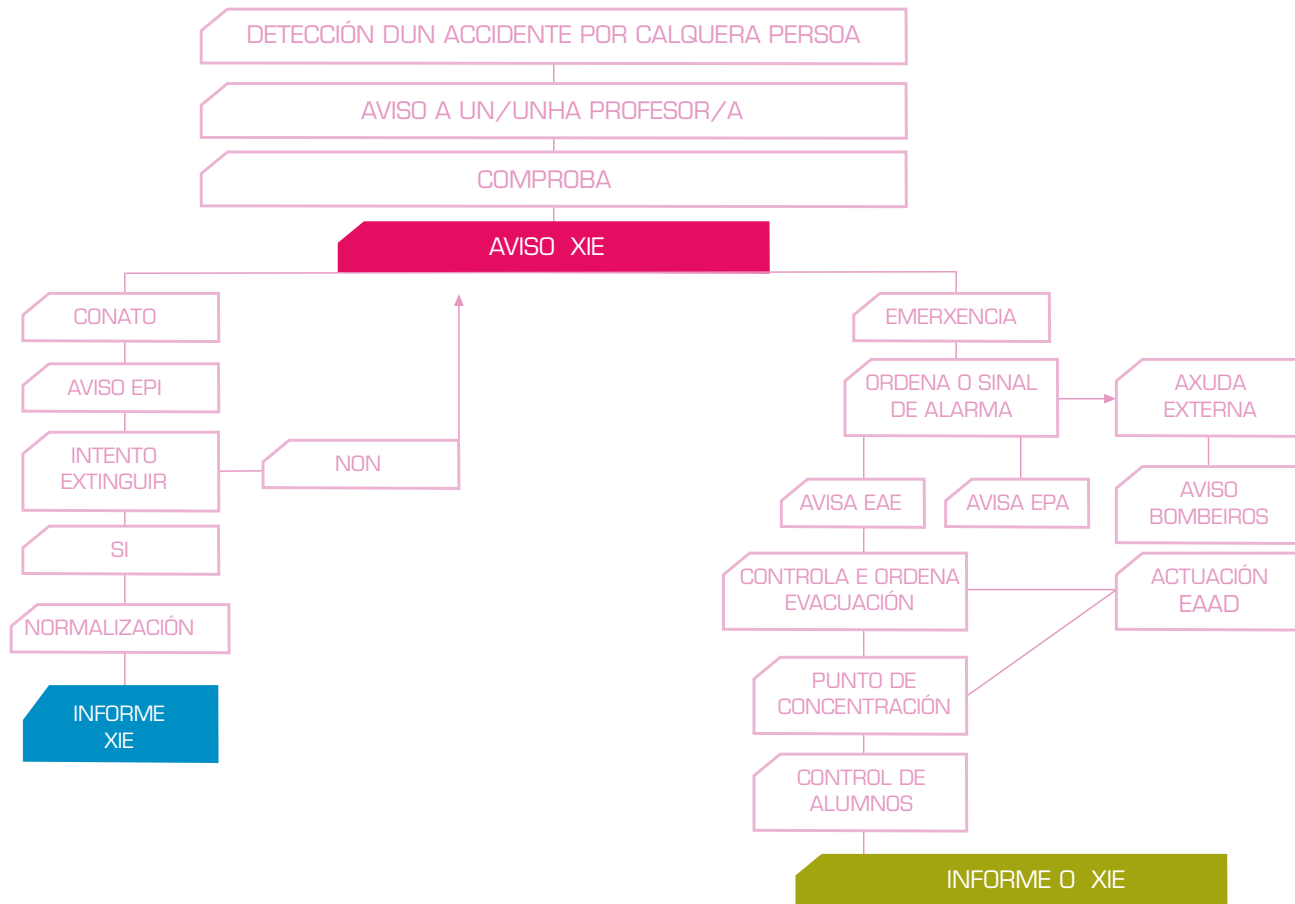 DETECCIÓN DUN ACCIDENTE POR CALQUERA PERSOA
AVISO A UN/UNHA PROFESOR/A
COMPROBA
AVISO XIE
CONATO
AVISO EPI
INTENTO
EXTINGUIR
NON
SI
NORMALIZACIÓN
INFORME
XIE
EMERXENCIA
ORDENA O SINAL
DE ALARMA
AXUDA
EXTERNA
AVISA EAE
AVISA EPA
AVISO
BOMBEIROS
CONTROLA E ORDENA
EVACUACIÓN
ACTUACIÓN
EAAD
PUNTO DE
CONCENTRACIÓN
CONTROL DE
ALUMNOS
INFORME O XIE